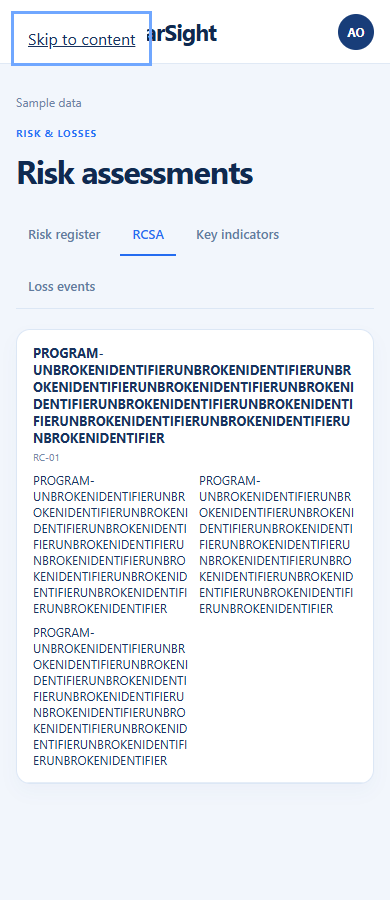 Skip to content
arSight
AO
Sample data
RISK & LOSSES
Risk assessments
Risk register
RCSA
Key indicators
Loss events
PROGRAM-
UNBROKENIDENTIFIERUNBROKENIDENTIFIERUNBR
OKENIDENTIFIERUNBROKENIDENTIFIERUNBROKENI
DENTIFIERUNBROKENIDENTIFIERUNBROKENIDENTI
FIERUNBROKENIDENTIFIERUNBROKENIDENTIFIERU
NBROKENIDENTIFIER
RC-01
PROGRAM-
UNBROKENIDENTIFIERUNBR
OKENIDENTIFIERUNBROKENI
DENTIFIERUNBROKENIDENTI
FIERUNBROKENIDENTIFIERU
NBROKENIDENTIFIERUNBRO
KENIDENTIFIERUNBROKENID
ENTIFIERUNBROKENIDENTIFI
ERUNBROKENIDENTIFIER
PROGRAM-
UNBROKENIDENTIFIERUNBR
OKENIDENTIFIERUNBROKENI
DENTIFIERUNBROKENIDENTI
FIERUNBROKENIDENTIFIERU
NBROKENIDENTIFIERUNBRO
KENIDENTIFIERUNBROKENID
ENTIFIERUNBROKENIDENTIFI
ERUNBROKENIDENTIFIER
PROGRAM-
UNBROKENIDENTIFIERUNBR
OKENIDENTIFIERUNBROKENI
DENTIFIERUNBROKENIDENTI
FIERUNBROKENIDENTIFIERU
NBROKENIDENTIFIERUNBRO
KENIDENTIFIERUNBROKENID
ENTIFIERUNBROKENIDENTIFI
ERUNBROKENIDENTIFIER